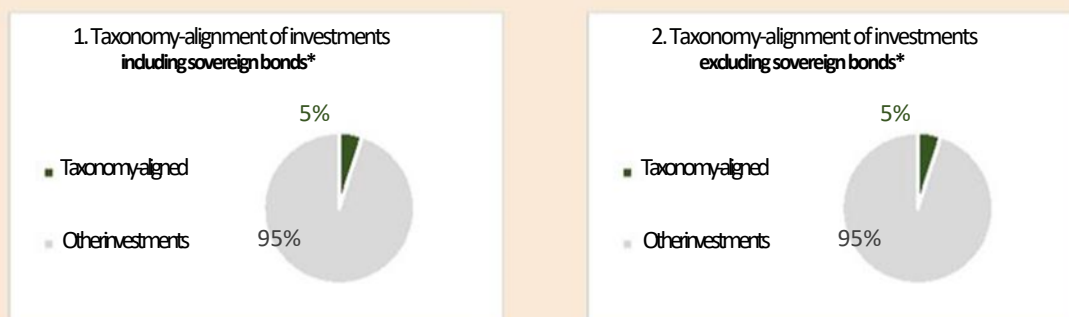 1. Taxonomy-alignment of investments
including sovereign bonds*
5%
Taxonomy-aligned
Other investments
95%
2. Taxonomy-alignment of investments
excluding sovereign bonds*
5%
Taxonomy-aligned
Other investments
95%